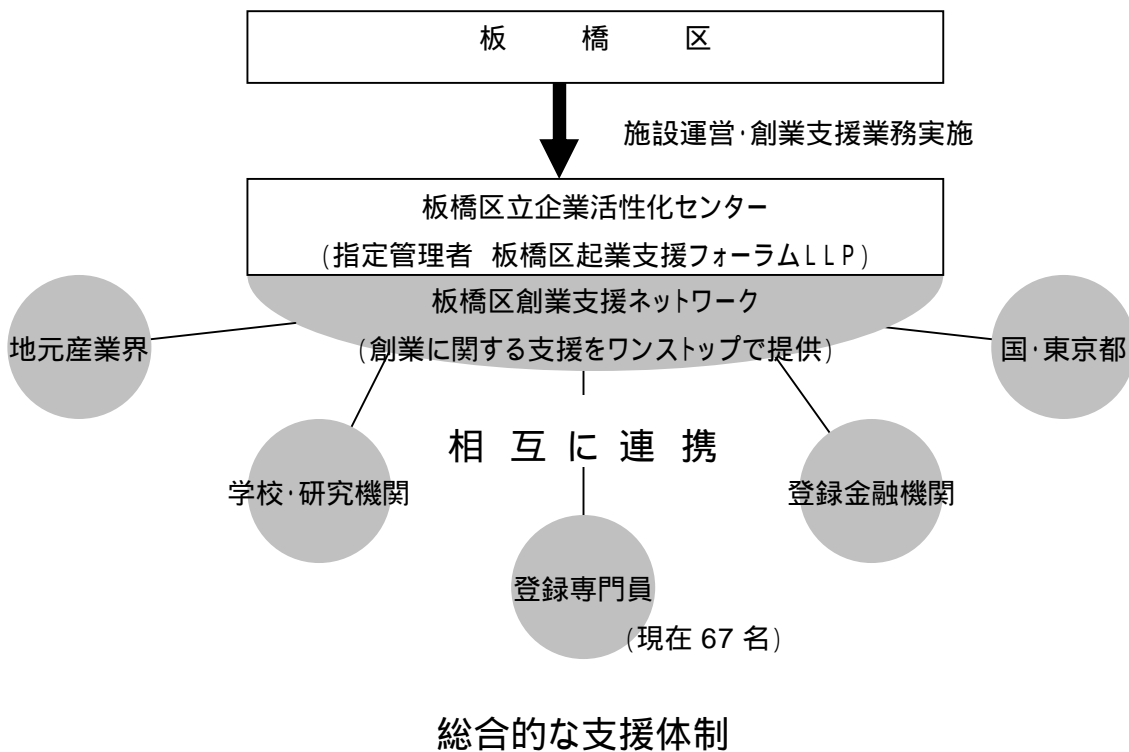 板　橋　区
施設運営・創業支援業務実施
板橋区立企業活性化センター
(指定管理者　板橋区起業支援フォーラムLLP)
板橋区創業支援ネットワーク
(創業に関する支援をワンストップで提供)
地元産業界
国・東京都
相互に連携
学校・研究機関
登録金融機関
登録専門員
(現在 67 名)
総合的な支援体制